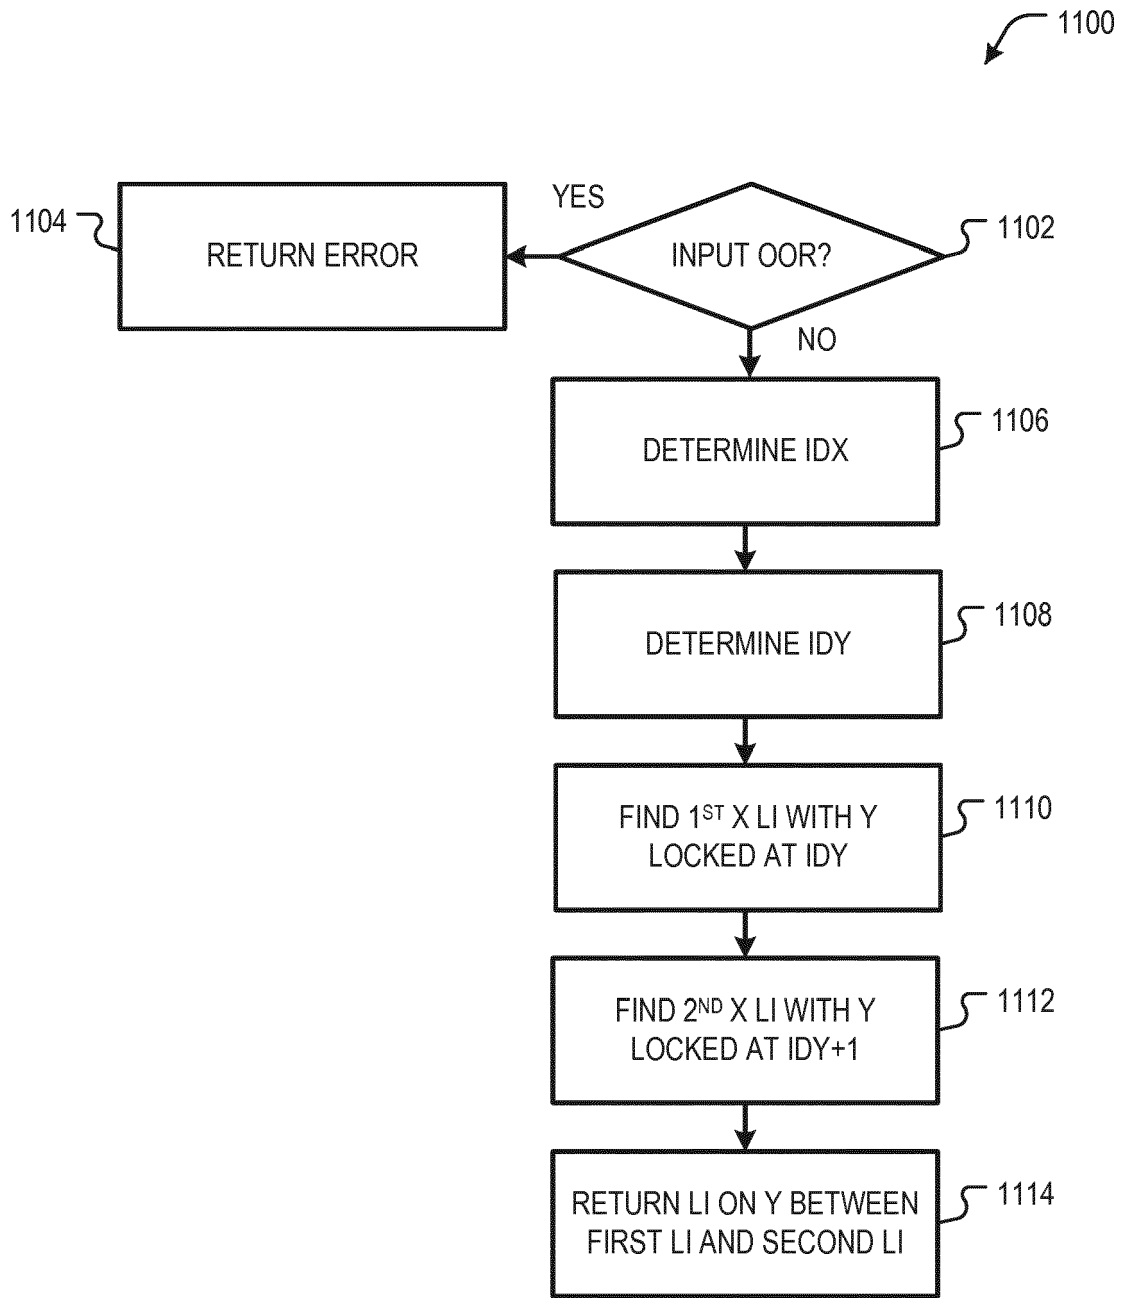 1100
YES
1104
RETURN ERROR
INPUT OOR?
1102
NO
1106
DETERMINE IDX
1108
DETERMINE IDY
1110
FIND 1ST X LI WITH Y
LOCKED AT IDY
1112
FIND 2ND X LI WITH Y
LOCKED AT IDY+1
1114
RETURN LI ON Y BETWEEN
FIRST LI AND SECOND LI